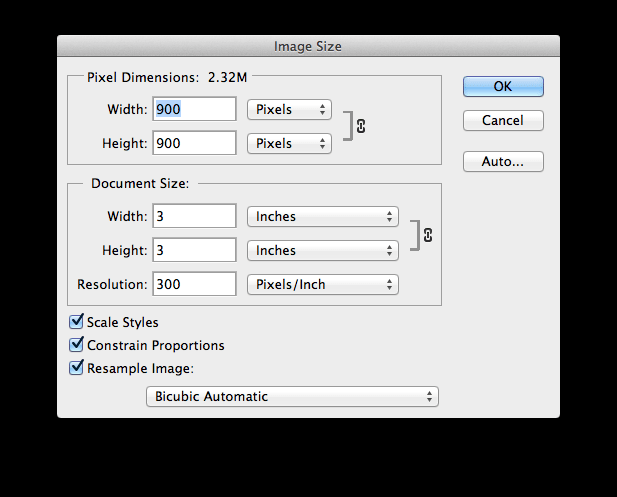 Image Size
Pixel Dimensions: 2.32M
Width: 900 Pixels
Height: 900 Pixels
Document Size:
Width: 3 Inches
Height: 3 Inches
Resolution: 300 Pixels/Inch
Scale Styles
Constrain Proportions
Resample Image:
Bicubic Automatic
OK
Cancel
Auto...